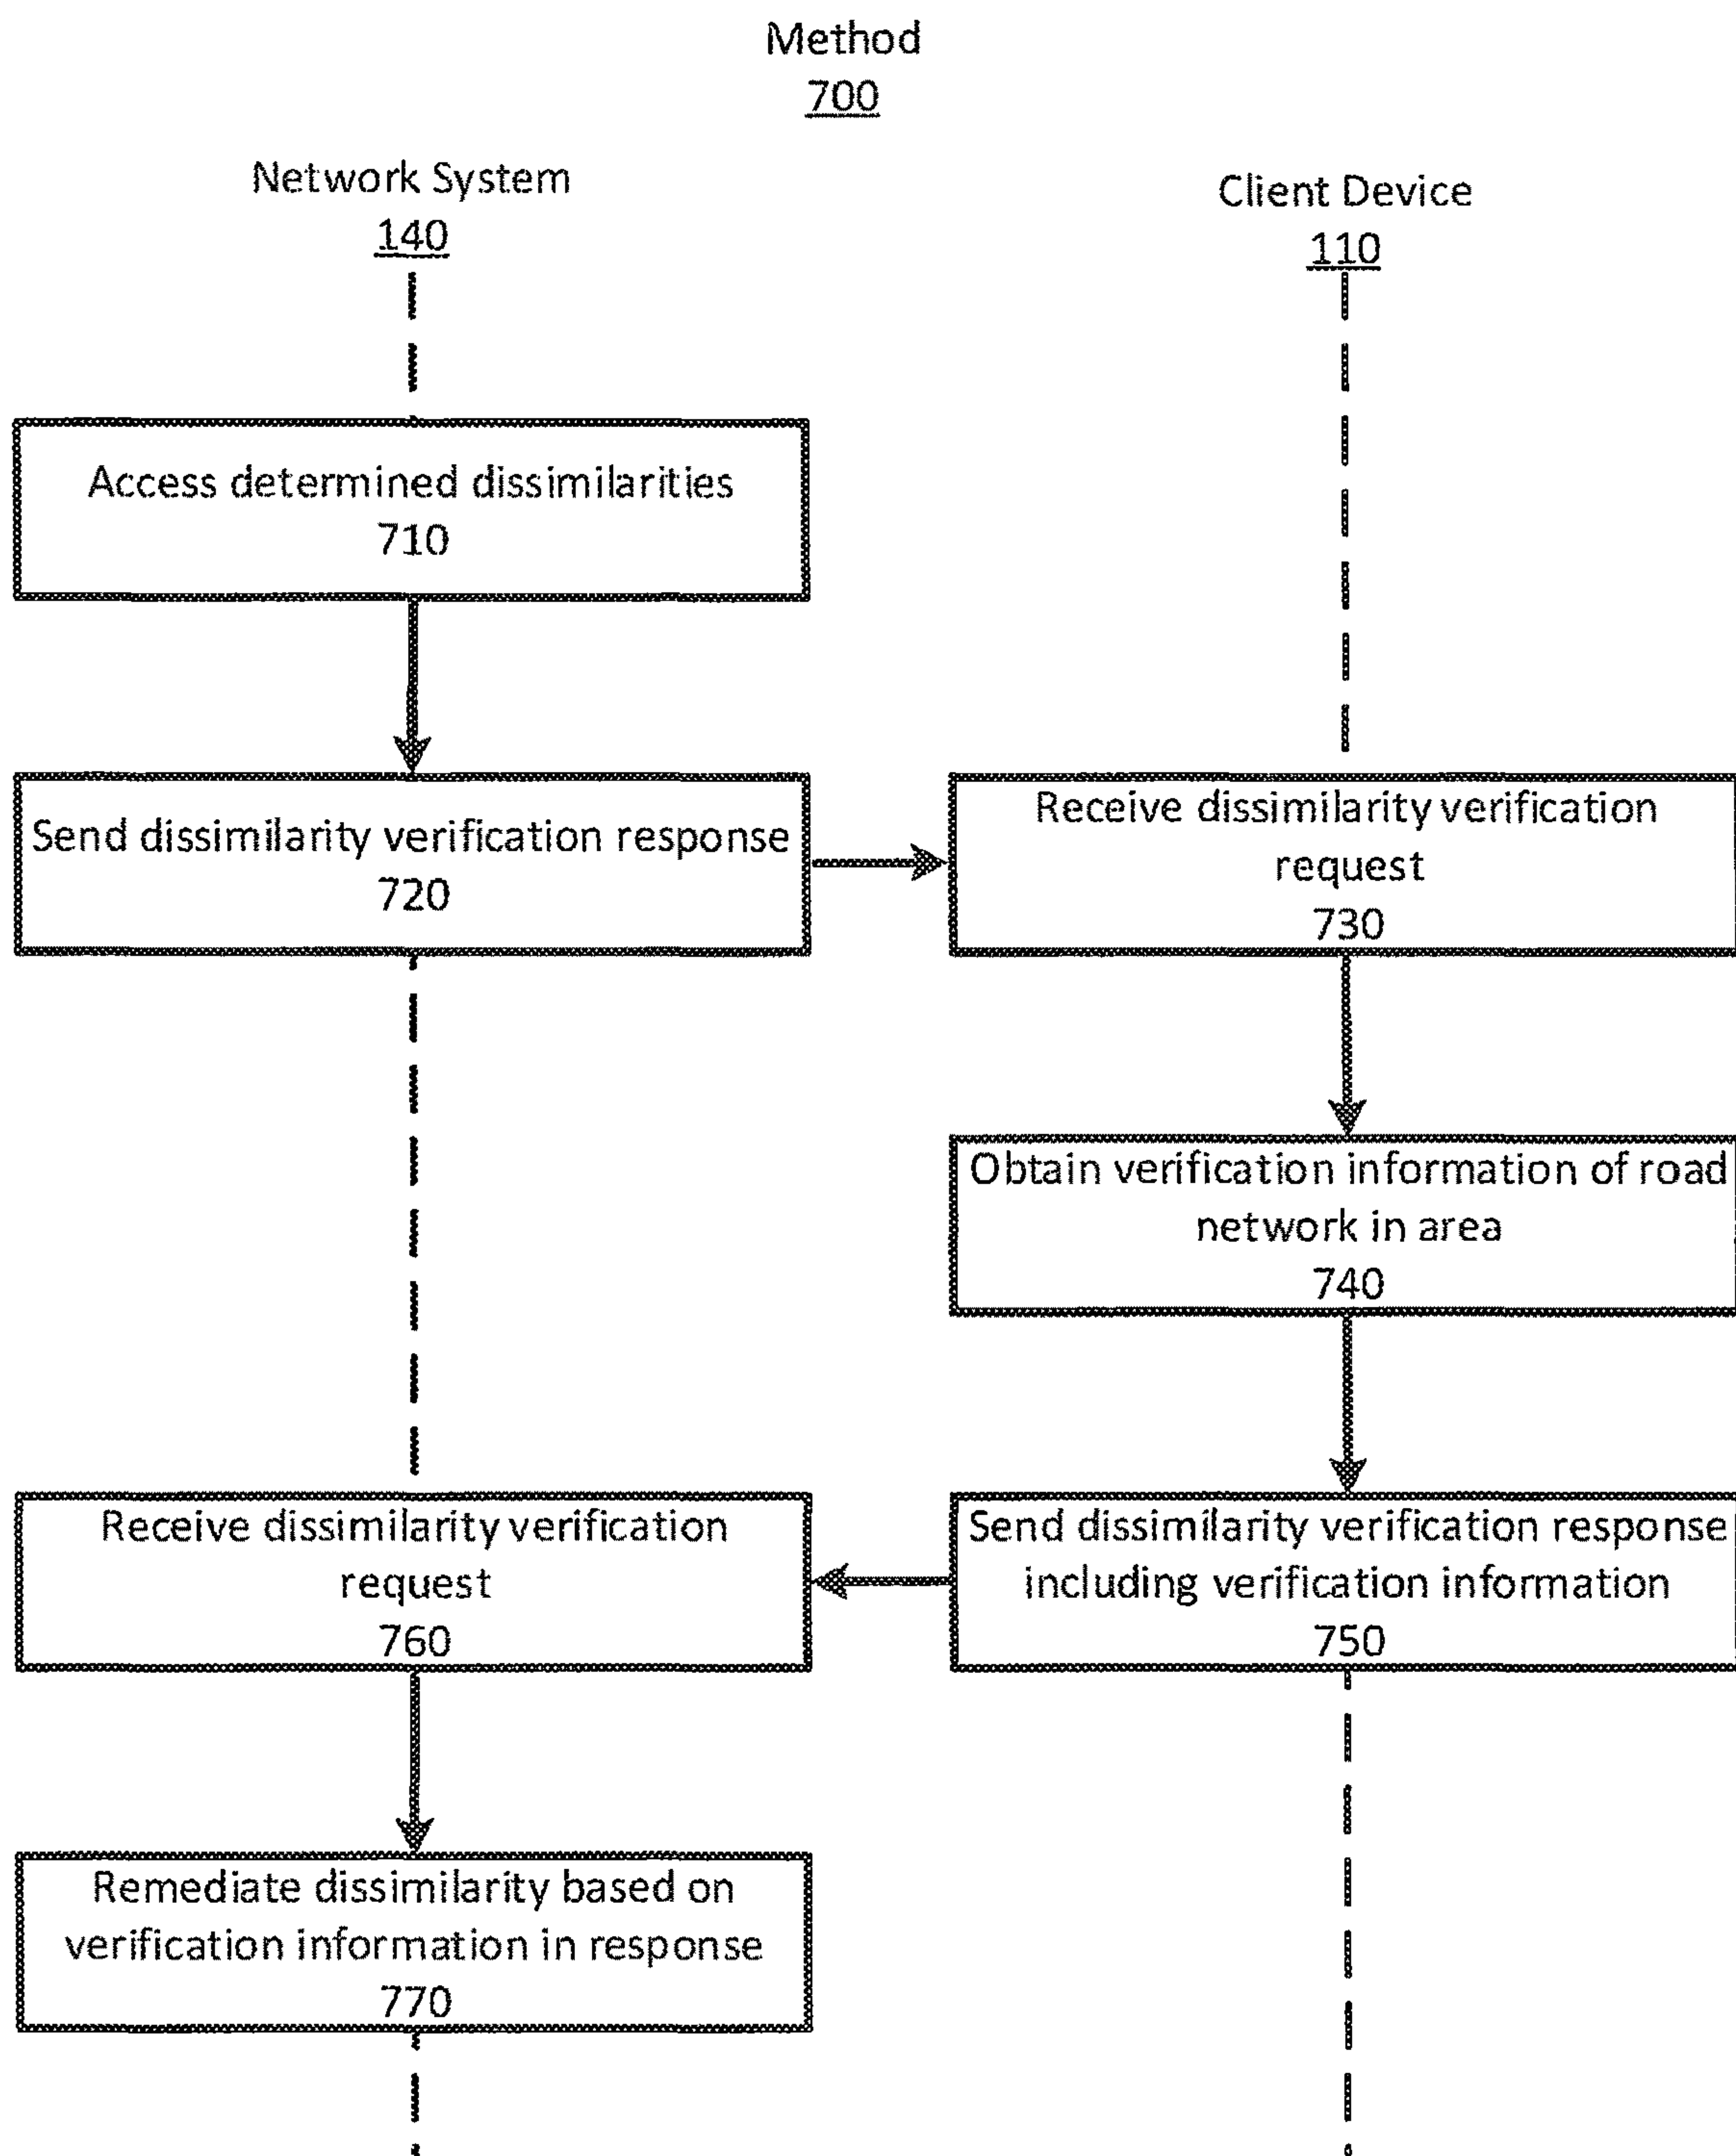 Method
700
Network System
140
Client Device
110
Access determined dissimilarities
710
Send dissimilarity verification response
720
Receive dissimilarity verification
request
730
Obtain verification information of road
network in area
740
Send dissimilarity verification response
including verification information
750
Receive dissimilarity verification
request
760
Remediate dissimilarity based on
verification information in response
770